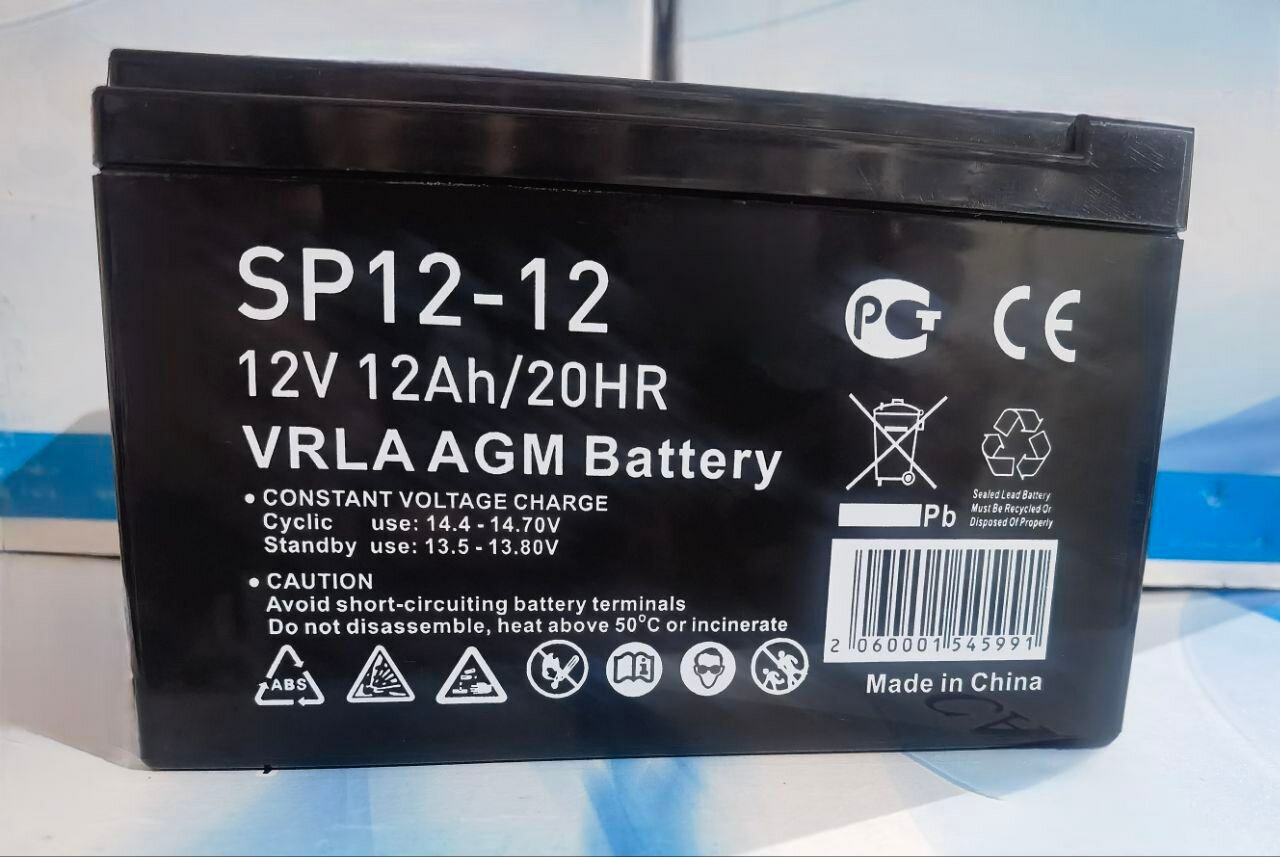 SP12-12
12V 12Ah/20HR
VRLA AGM Battery
• CONSTANT VOLTAGE CHARGE
Cyclic use: 14.4 - 14.70V
Standby use: 13.5 - 13.80V
• CAUTION
Avoid short-circuiting battery terminals
Do not disassemble, heat above 50°C or incinerate
ABS
РСТ
CE
Pb
Sealed Lead Battery
Must Be Recycled Or
Disposed Of Properly
2 060001 545991
Made in China